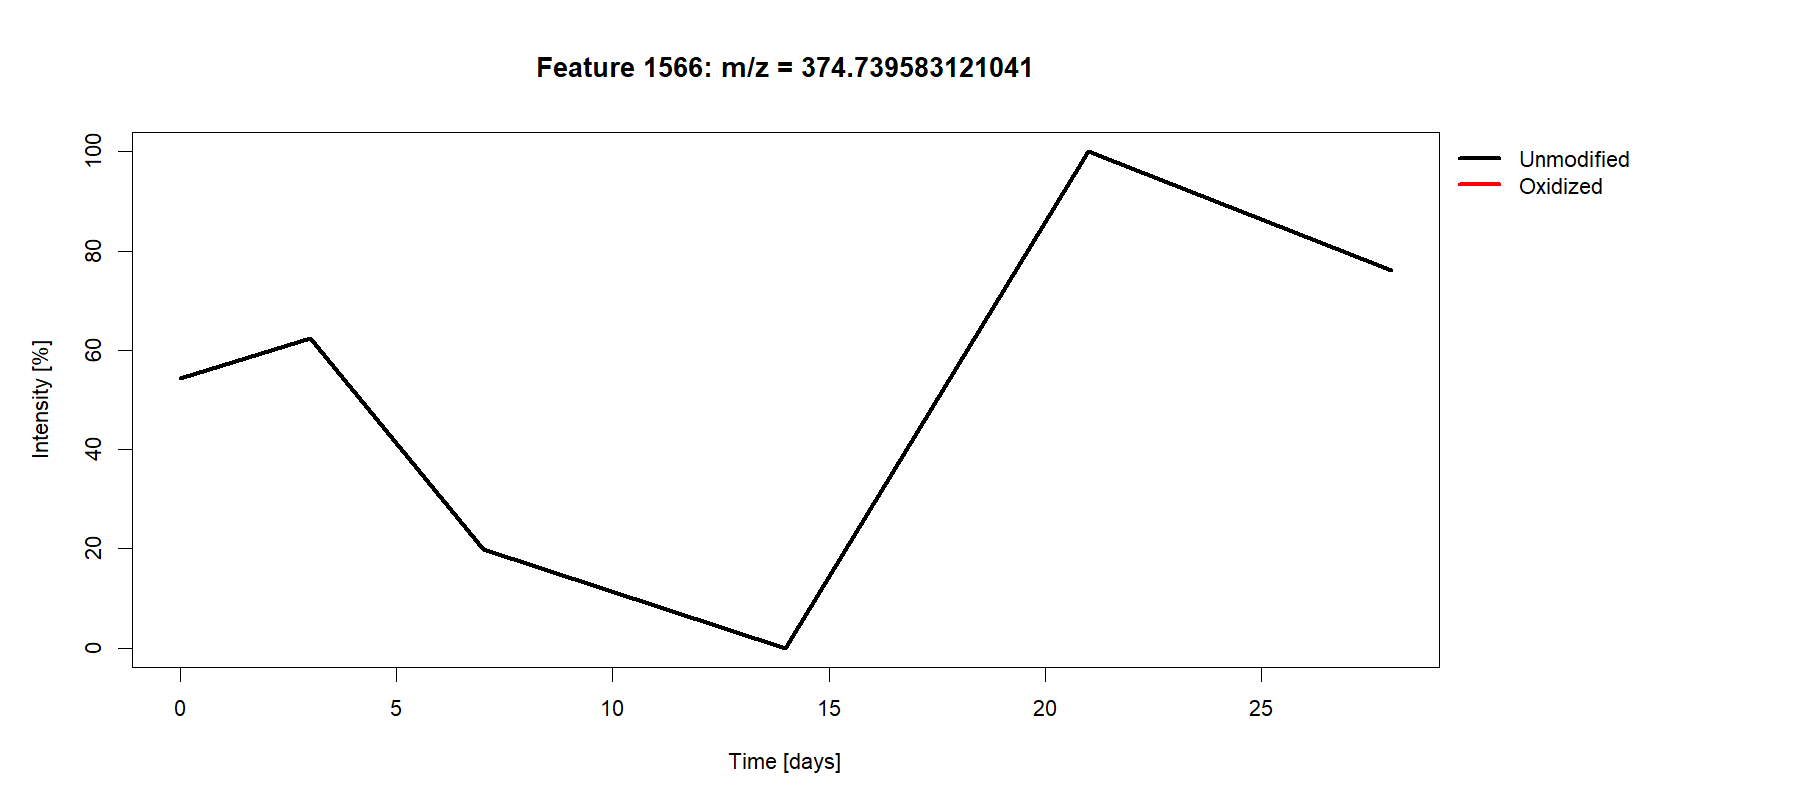 Feature 1566: m/z = 374.739583121041
Unmodified
Oxidized
Intensity [%]
100
80
60
40
20
0
0 5 10 15 20 25
Time [days]